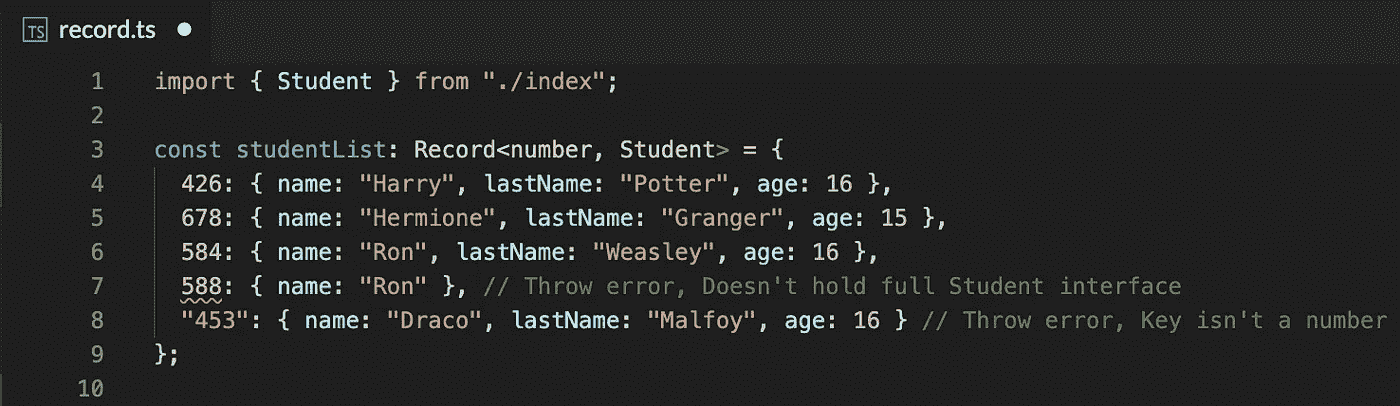 TS record.ts
1 import { Student } from "./index";
2
3 const studentList: Record<number, Student> = {
4 426: { name: "Harry", lastName: "Potter", age: 16 },
5 678: { name: "Hermione", lastName: "Granger", age: 15 },
6 584: { name: "Ron", lastName: "Weasley", age: 16 },
7 588: { name: "Ron" }, // Throw error, Doesn't hold full Student interface
8 "453": { name: "Draco", lastName: "Malfoy", age: 16 } // Throw error, Key isn't a number
9 };
10